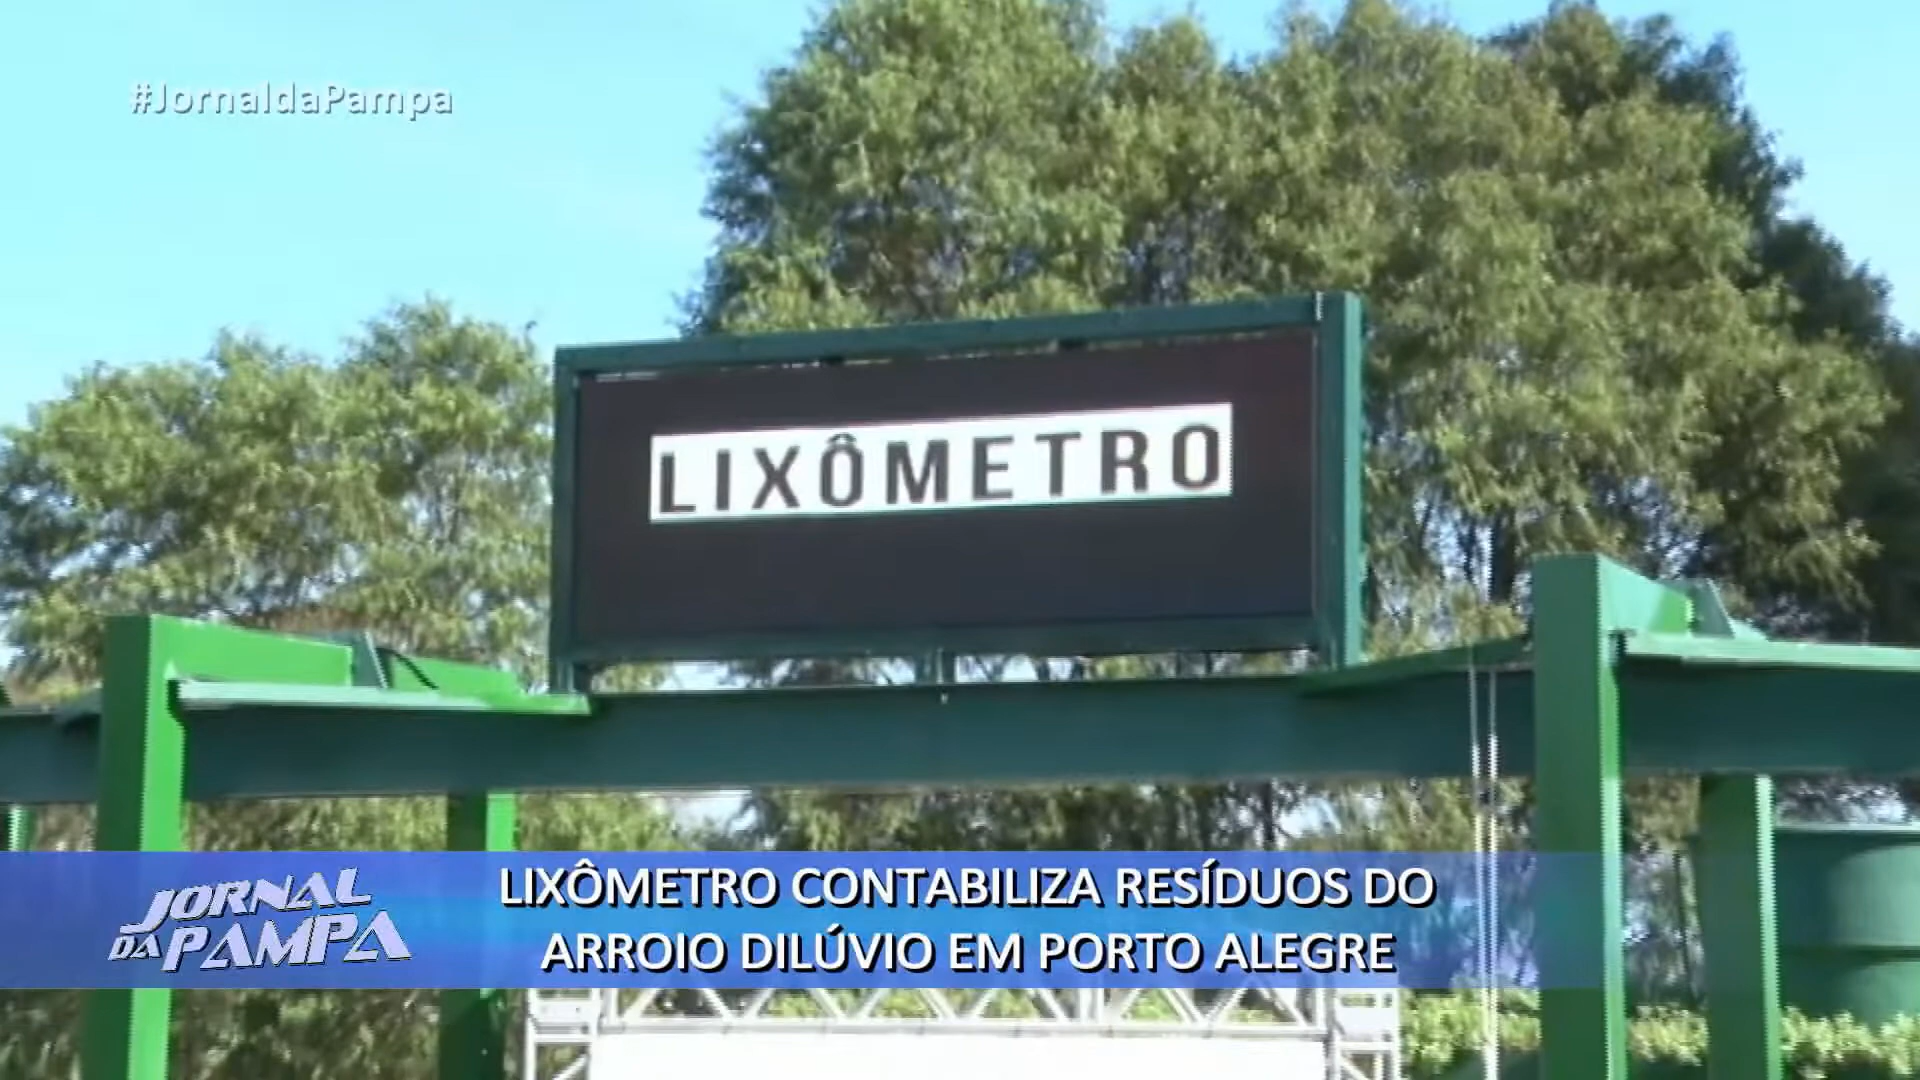 #JornaldaPampa
LIXÔMETRO
JORNAL
DA PAMPA
LIXÔMETRO CONTABILIZA RESÍDUOS DO
ARROIO DILÚVIO EM PORTO ALEGRE